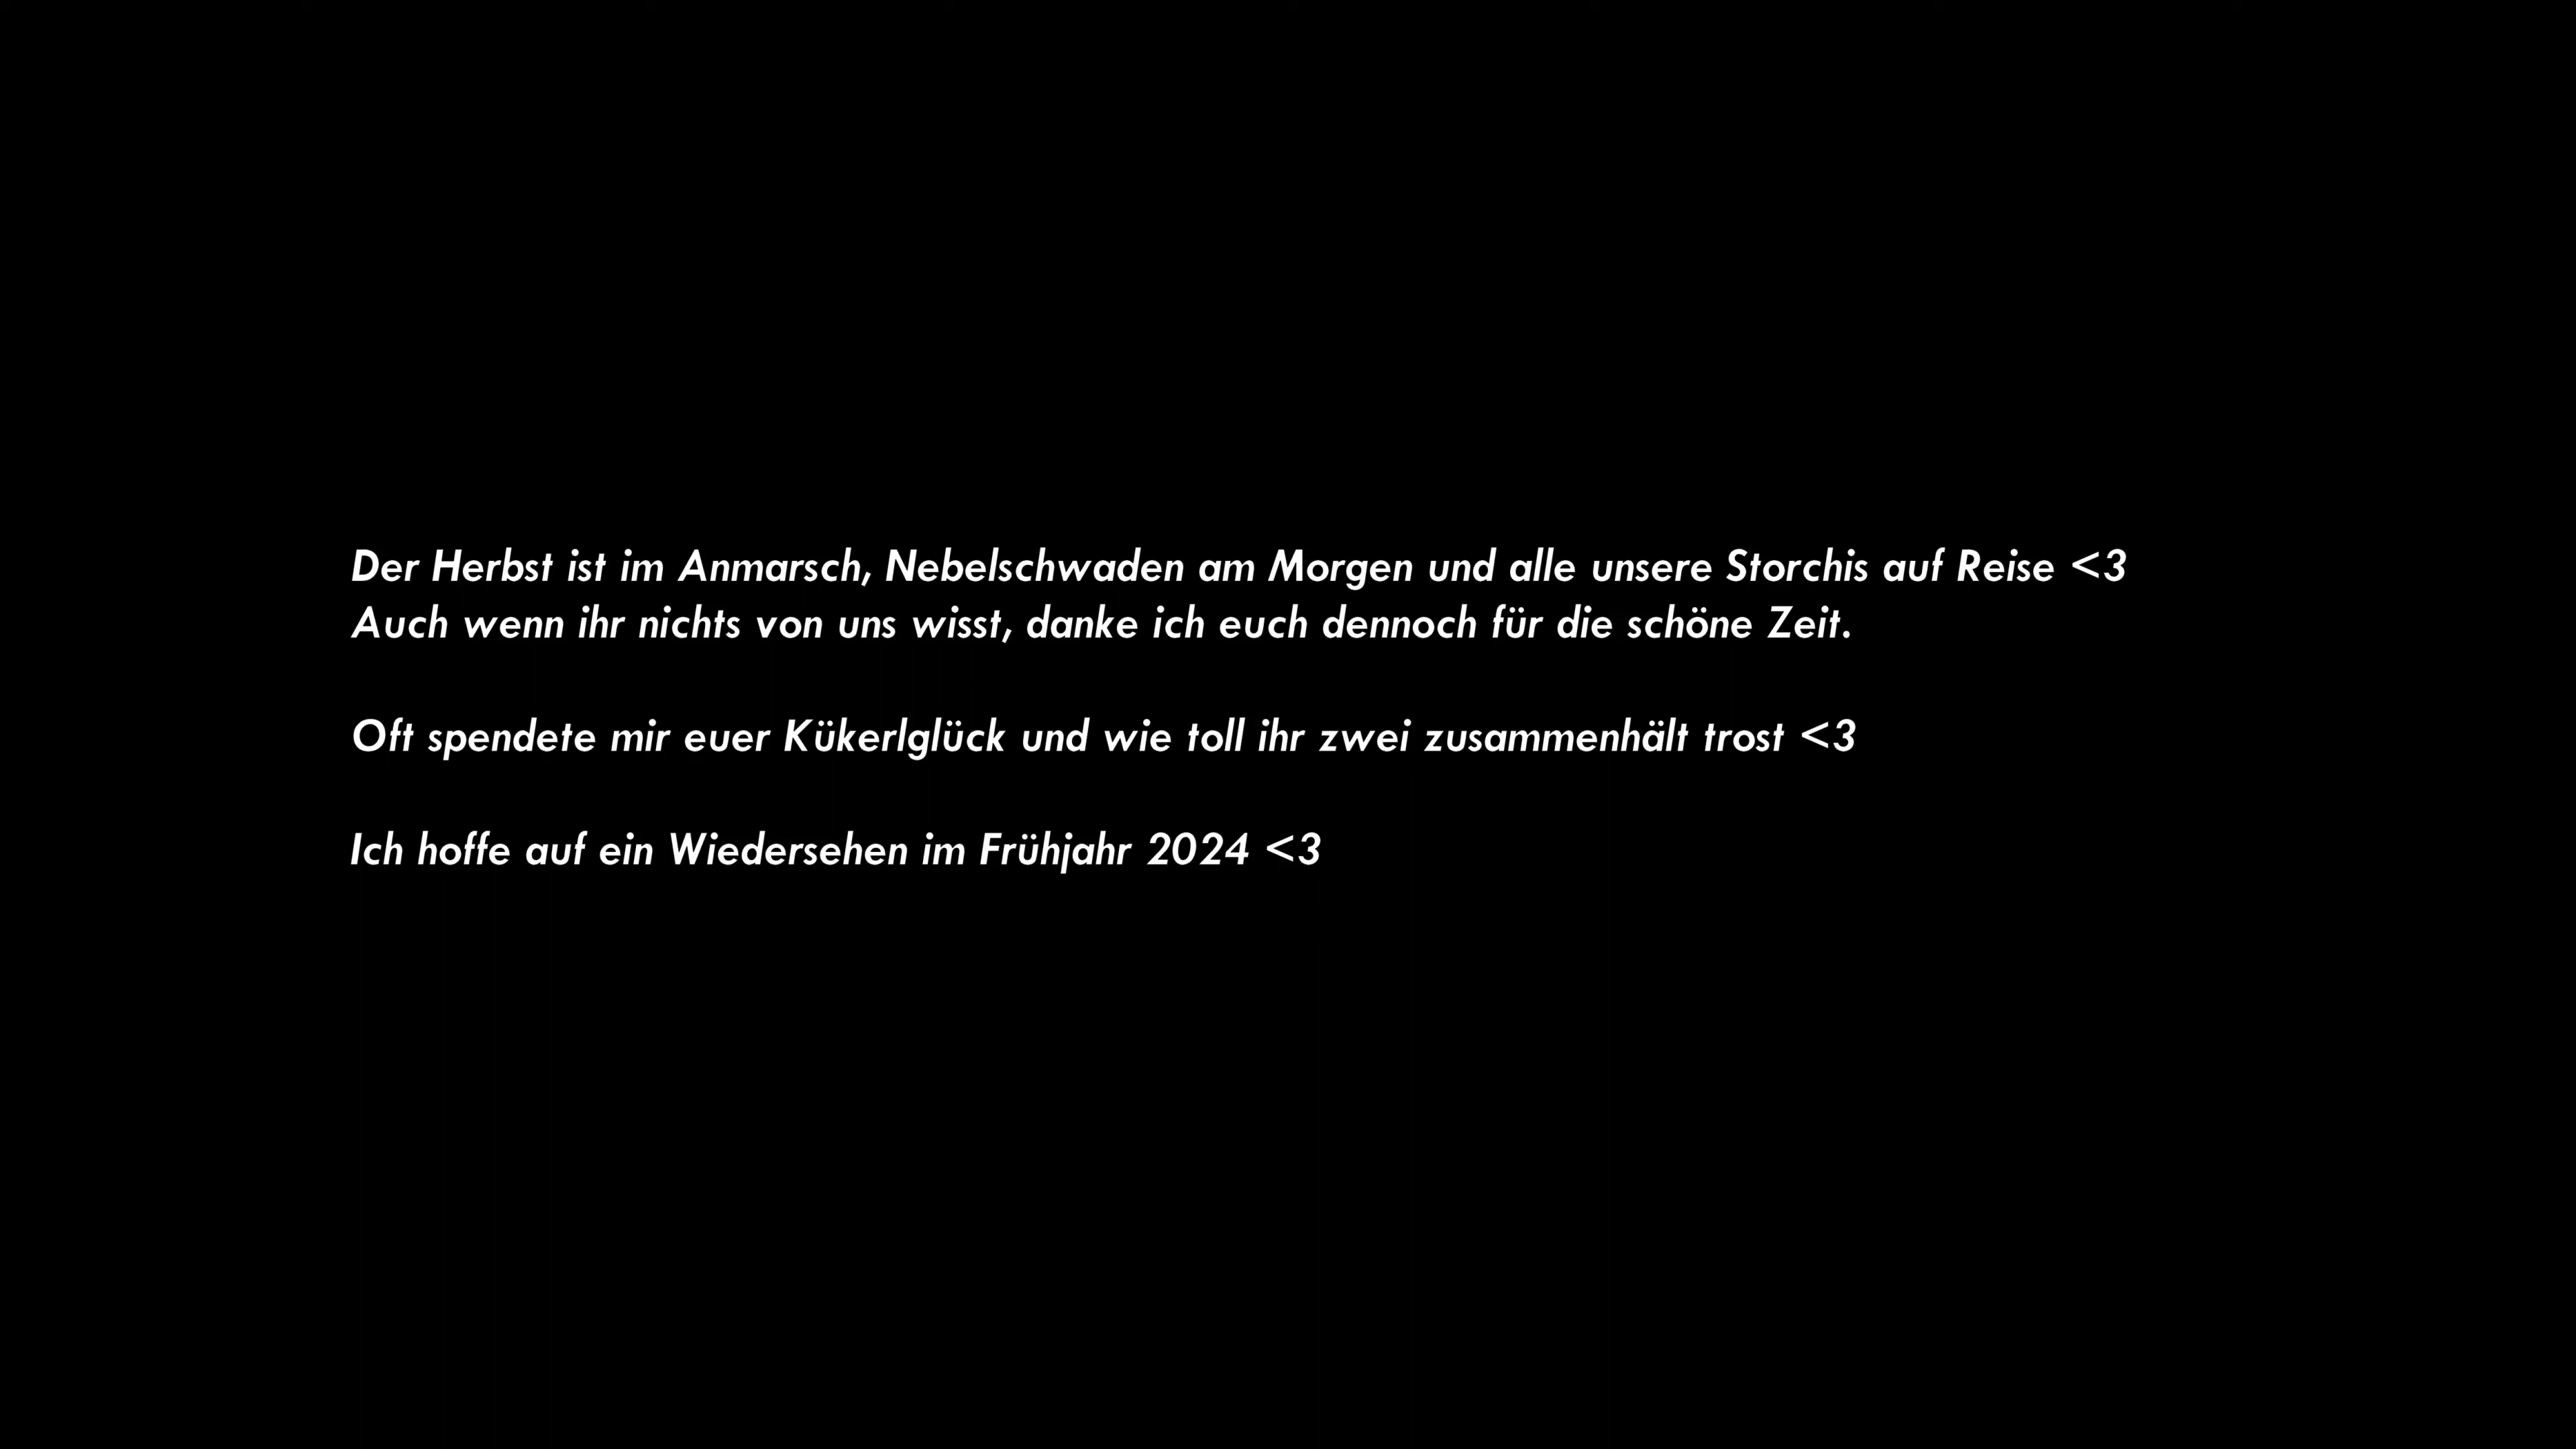 Der Herbst ist im Anmarsch, Nebelschwaden am Morgen und alle unsere Storchis auf Reise <3
Auch wenn ihr nichts von uns wisst, danke ich euch dennoch für die schöne Zeit.
Oft spendete mir euer Kükerlglück und wie toll ihr zwei zusammenhält trost <3
Ich hoffe auf ein Wiedersehen im Frühjahr 2024 <3